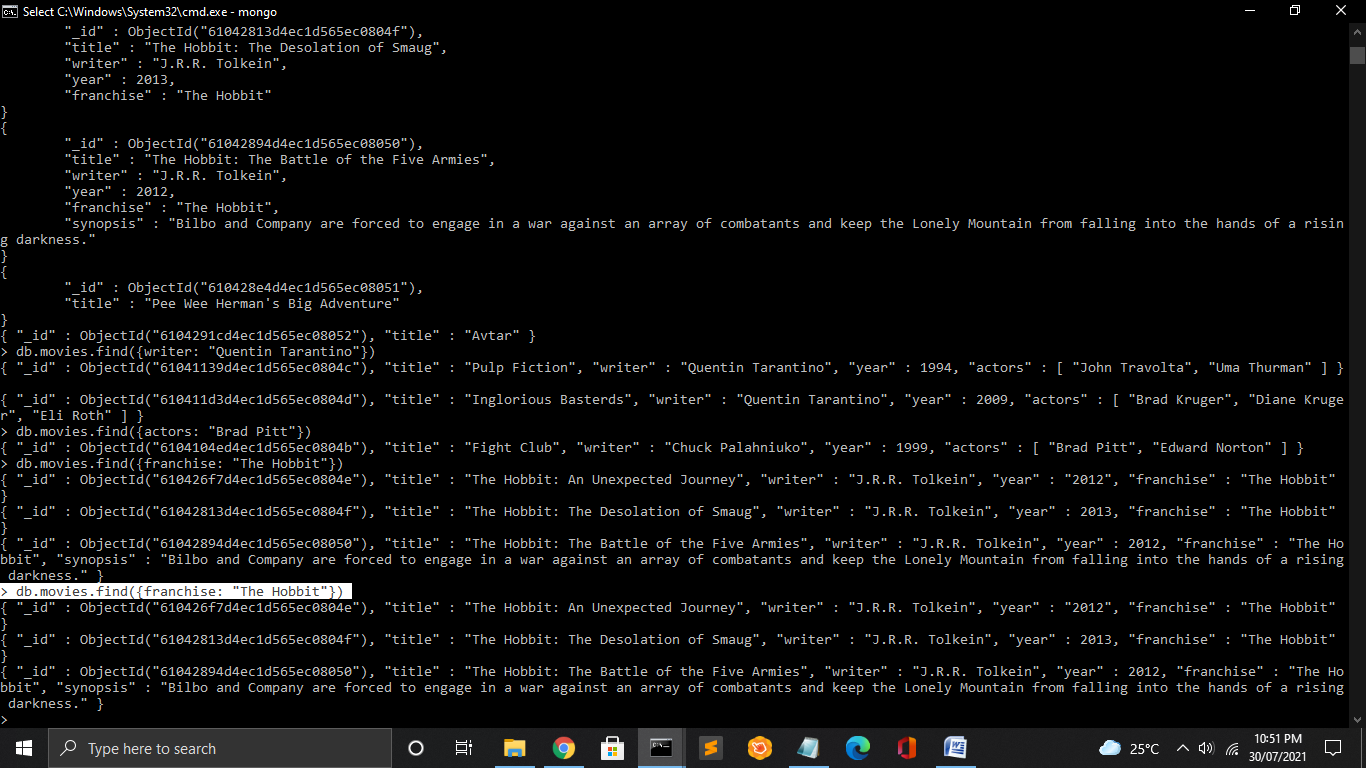 Select C:\Windows\System32\cmd.exe - mongo
"_id" : ObjectId("61042813d4ec1d565ec0804f"),
"title" : "The Hobbit: The Desolation of Smaug",
"writer" : "J.R.R. Tolkein",
"year" : 2013,
"franchise" : "The Hobbit"
}
{
"_id" : ObjectId("61042894d4ec1d565ec08050"),
"title" : "The Hobbit: The Battle of the Five Armies",
"writer" : "J.R.R. Tolkein",
"year" : 2012,
"franchise" : "The Hobbit",
"synopsis" : "Bilbo and Company are forced to engage in a war against an array of combatants and keep the Lonely Mountain from falling into the hands of a risin
g darkness."
}
{
"_id" : ObjectId("610428e4d4ec1d565ec08051"),
"title" : "Pee Wee Herman's Big Adventure"
}
{ "_id" : ObjectId("6104291cd4ec1d565ec08052"), "title" : "Avtar" }
> db.movies.find({writer: "Quentin Tarantino"})
{ "_id" : ObjectId("61041139d4ec1d565ec0804c"), "title" : "Pulp Fiction", "writer" : "Quentin Tarantino", "year" : 1994, "actors" : [ "John Travolta", "Uma Thurman" ] }
{ "_id" : ObjectId("610411d3d4ec1d565ec0804d"), "title" : "Inglorious Basterds", "writer" : "Quentin Tarantino", "year" : 2009, "actors" : [ "Brad Kruger", "Diane Kruge
r", "Eli Roth" ] }
> db.movies.find({actors: "Brad Pitt"})
{ "_id" : ObjectId("6104104ed4ec1d565ec0804b"), "title" : "Fight Club", "writer" : "Chuck Palahniuko", "year" : 1999, "actors" : [ "Brad Pitt", "Edward Norton" ] }
> db.movies.find({franchise: "The Hobbit"})
{ "_id" : ObjectId("610426f7d4ec1d565ec0804e"), "title" : "The Hobbit: An Unexpected Journey", "writer" : "J.R.R. Tolkein", "year" : "2012", "franchise" : "The Hobbit"
}
{ "_id" : ObjectId("61042813d4ec1d565ec0804f"), "title" : "The Hobbit: The Desolation of Smaug", "writer" : "J.R.R. Tolkein", "year" : 2013, "franchise" : "The Hobbit"
}
{ "_id" : ObjectId("61042894d4ec1d565ec08050"), "title" : "The Hobbit: The Battle of the Five Armies", "writer" : "J.R.R. Tolkein", "year" : 2012, "franchise" : "The Ho
bbit", "synopsis" : "Bilbo and Company are forced to engage in a war against an array of combatants and keep the Lonely Mountain from falling into the hands of a rising
darkness." }
> db.movies.find({franchise: "The Hobbit"})
{ "_id" : ObjectId("610426f7d4ec1d565ec0804e"), "title" : "The Hobbit: An Unexpected Journey", "writer" : "J.R.R. Tolkein", "year" : "2012", "franchise" : "The Hobbit"
}
{ "_id" : ObjectId("61042813d4ec1d565ec0804f"), "title" : "The Hobbit: The Desolation of Smaug", "writer" : "J.R.R. Tolkein", "year" : 2013, "franchise" : "The Hobbit"
}
{ "_id" : ObjectId("61042894d4ec1d565ec08050"), "title" : "The Hobbit: The Battle of the Five Armies", "writer" : "J.R.R. Tolkein", "year" : 2012, "franchise" : "The Ho
bbit", "synopsis" : "Bilbo and Company are forced to engage in a war against an array of combatants and keep the Lonely Mountain from falling into the hands of a rising
darkness." }
>
Type here to search
25°C
10:51 PM
30/07/2021